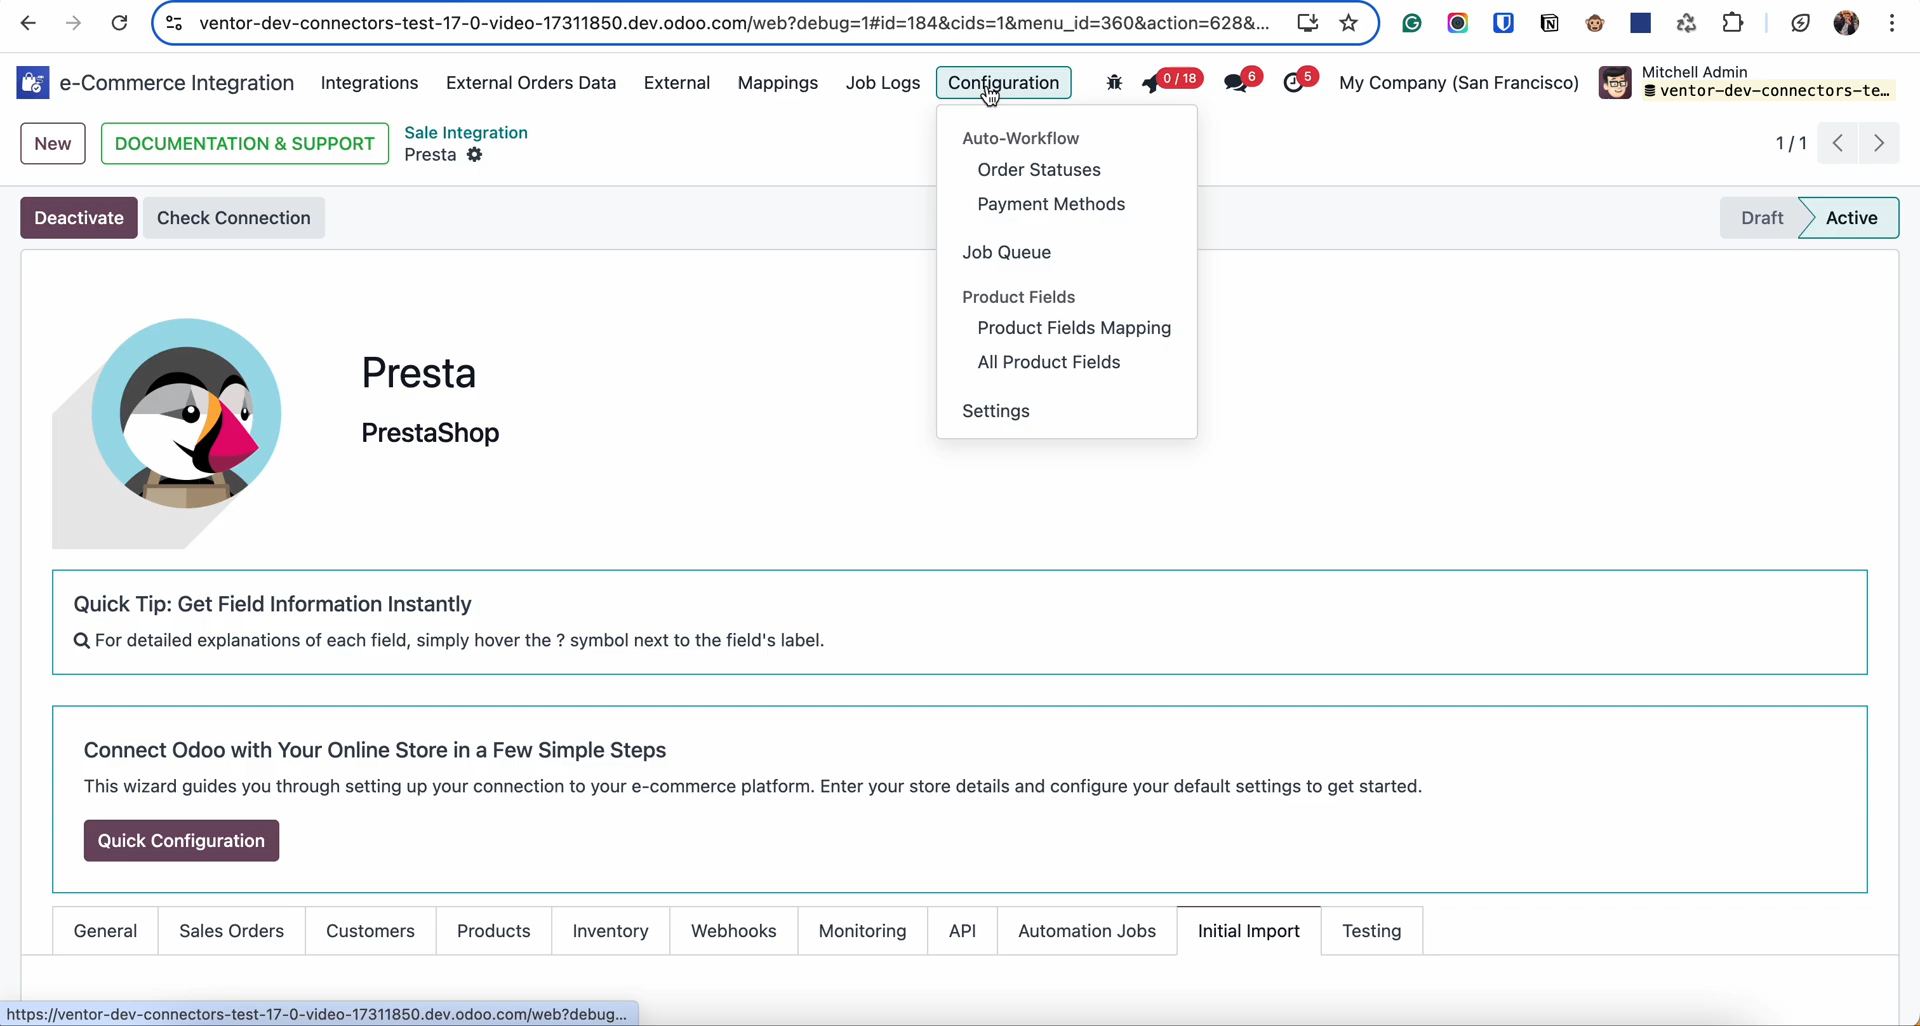 ventor-dev-connectors-test-17-0-video-17311850.dev.odoo.com/web?debug=1#id=184&cids=1&menu_id=360&action=628&...
e-Commerce Integration Integrations External Orders Data External Mappings Job Logs Configuration 0 / 18 6 5 My Company (San Francisco) Mitchell Admin
ventor-dev-connectors-te...
New DOCUMENTATION & SUPPORT Sale Integration
Presta
1 / 1
Auto-Workflow
Order Statuses
Payment Methods
Job Queue
Product Fields
Product Fields Mapping
All Product Fields
Settings
Deactivate Check Connection Draft Active
Presta
PrestaShop
Quick Tip: Get Field Information Instantly
For detailed explanations of each field, simply hover the ? symbol next to the field's label.
Connect Odoo with Your Online Store in a Few Simple Steps
This wizard guides you through setting up your connection to your e-commerce platform. Enter your store details and configure your default settings to get started.
Quick Configuration
General Sales Orders Customers Products Inventory Webhooks Monitoring API Automation Jobs Initial Import Testing
https://ventor-dev-connectors-test-17-0-video-17311850.dev.odoo.com/web?debug...